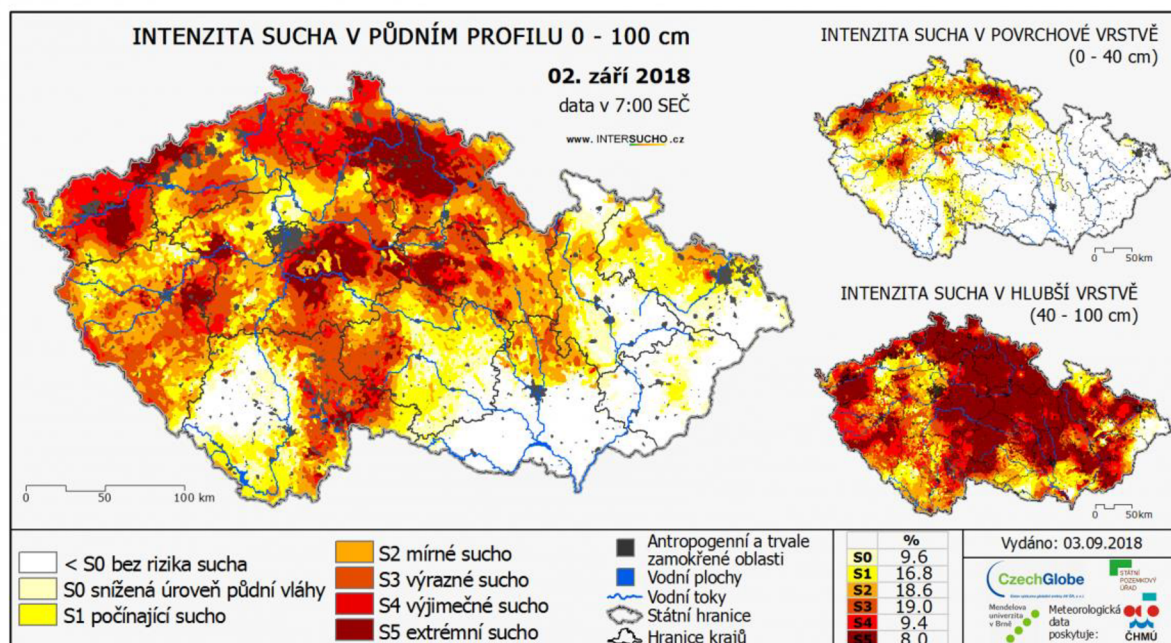 INTENZITA SUCHA V PŮDNÍM PROFILU 0 - 100 cm
02. září 2018
data v 7:00 SEČ
www. INTERSUCHO .cz
0 50 100 km
INTENZITA SUCHA V POVRCHOVÉ VRSTVĚ
(0 - 40 cm)
0 50km
INTENZITA SUCHA V HLUBŠÍ VRSTVĚ
(40 - 100 cm)
0 50km
< S0 bez rizika sucha
S0 snížená úroveň půdní vláhy
S1 počínající sucho
S2 mírné sucho
S3 výrazné sucho
S4 výjimečné sucho
S5 extrémní sucho
Antropogenní a trvale
zamokřené oblasti
Vodní plochy
Vodní toky
Státní hranice
Hranice krajů
%
S0 9.6
S1 16.8
S2 18.6
S3 19.0
S4 9.4
S5 8.0
Vydáno: 03.09.2018
CzechGlobe
STÁTNÍ
POZEMKOVÝ
ÚŘAD
Mendelova
univerzita
v Brně
Meteorologická
data
poskytuje:
ČHMÚ